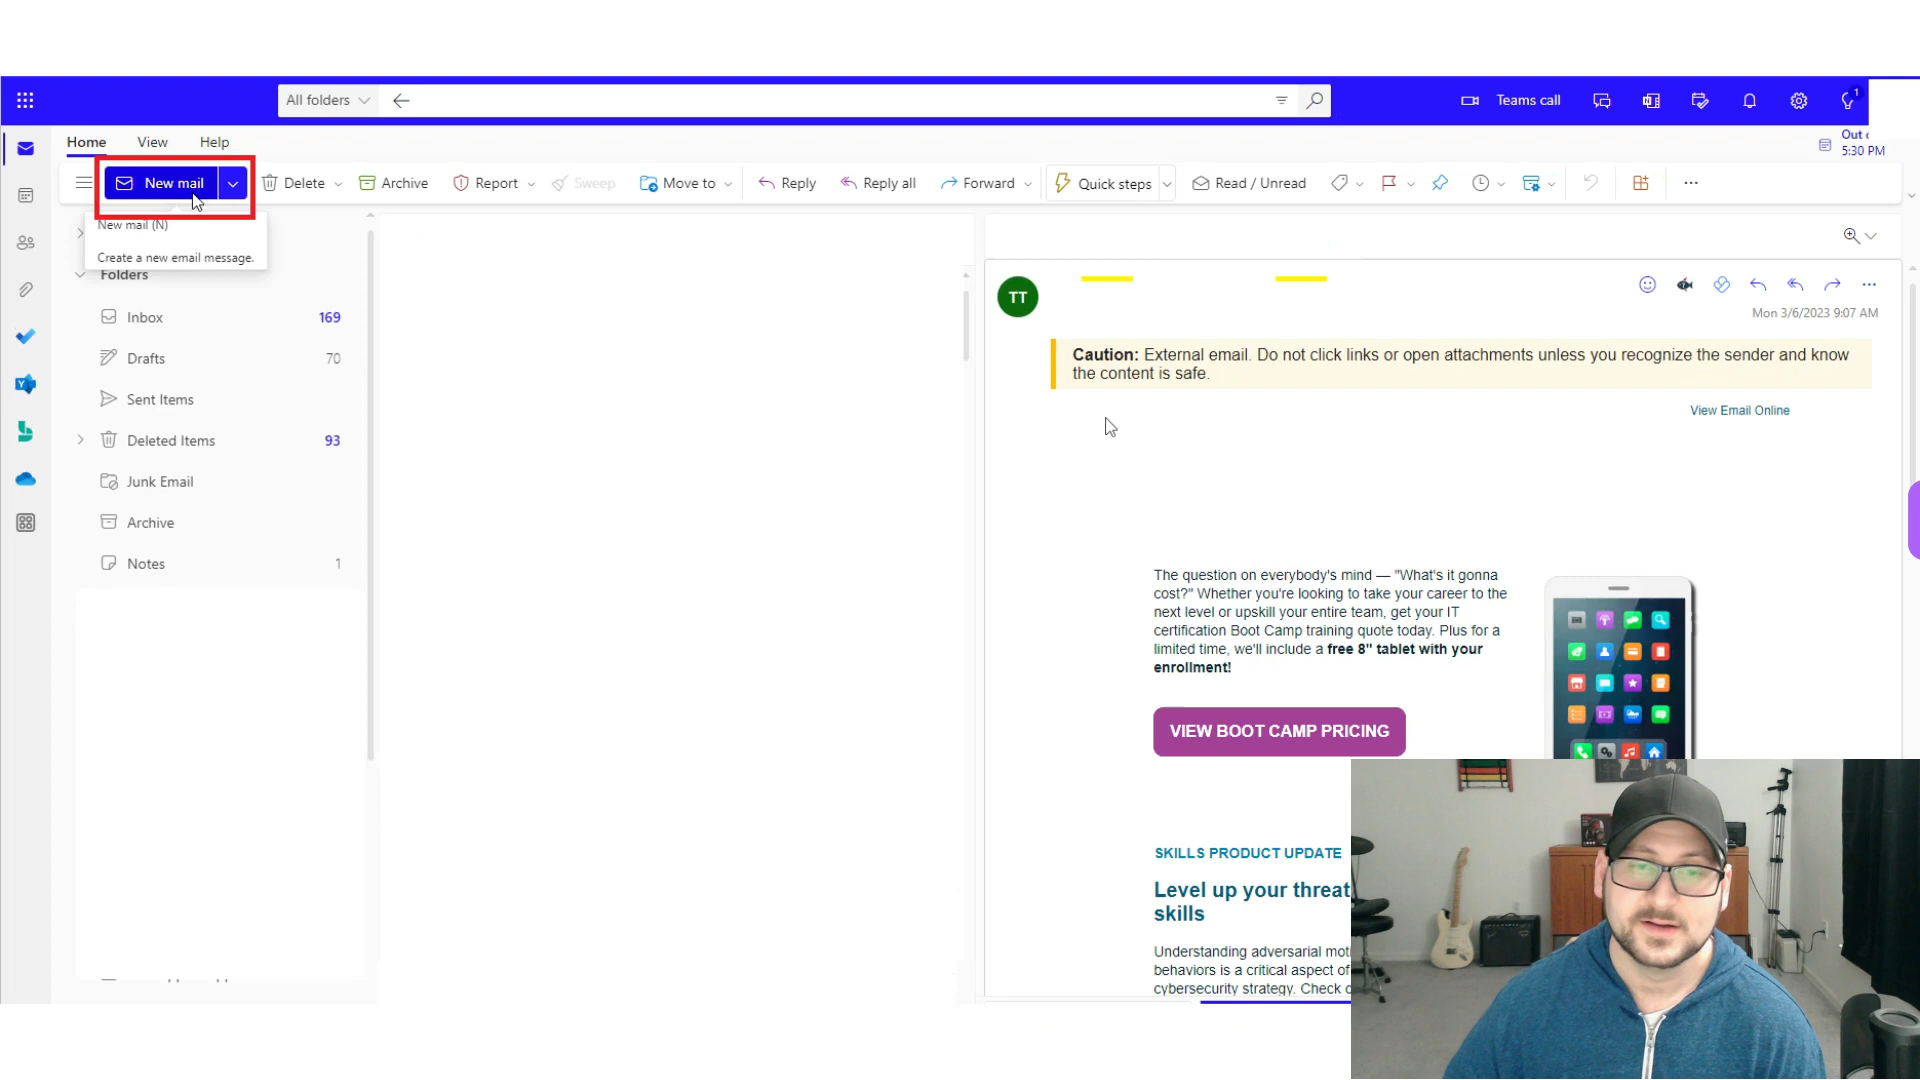 All folders
Teams call
1
Home
View
Help
Out
5:30 PM
New mail
Delete
Archive
Report
Sweep
Move to
Reply
Reply all
Forward
Quick steps
Read / Unread
New mail (N)
Create a new email message.
Folders
Inbox 169
Drafts 70
Sent Items
Deleted Items 93
Junk Email
Archive
Notes 1
TT
Mon 3/6/2023 9:07 AM
Caution: External email. Do not click links or open attachments unless you recognize the sender and know
the content is safe.
View Email Online
The question on everybody's mind — "What's it gonna
cost?" Whether you're looking to take your career to the
next level or upskill your entire team, get your IT
certification Boot Camp training quote today. Plus for a
limited time, we'll include a free 8" tablet with your
enrollment!
VIEW BOOT CAMP PRICING
SKILLS PRODUCT UPDATE
Level up your threat
skills
Understanding adversarial moti
behaviors is a critical aspect of
cybersecurity strategy. Check